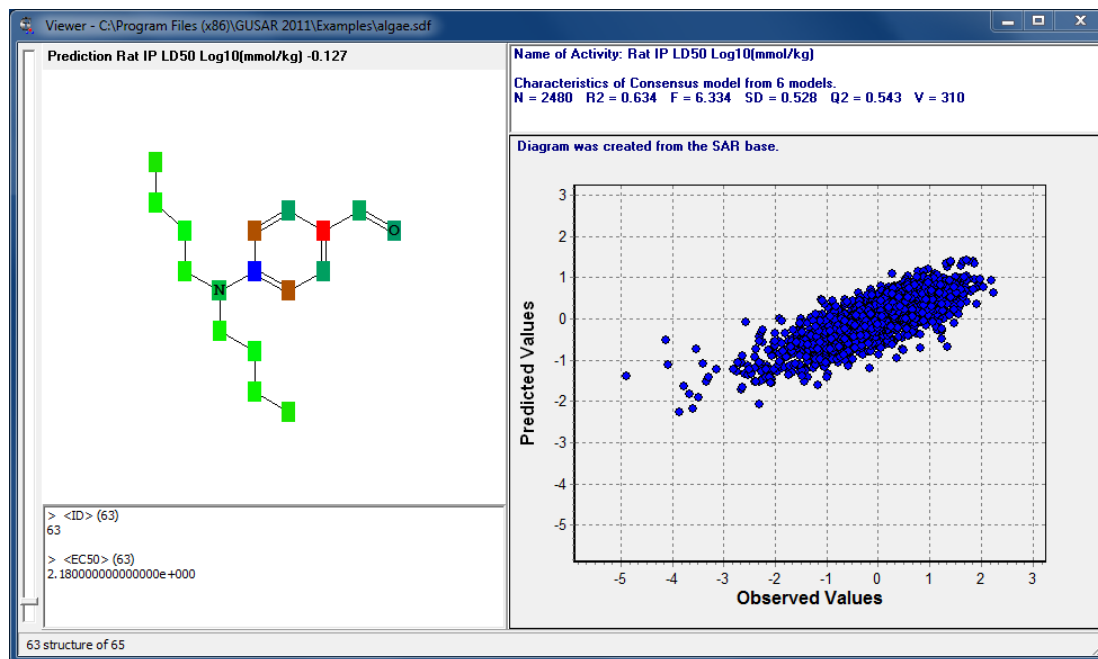 Viewer - C:\Program Files (x86)\GUSAR 2011\Examples\algae.sdf
Prediction Rat IP LD50 Log10(mmol/kg) -0.127
O
N
> <ID> (63)
63
> <EC50> (63)
2.180000000000000e+000
Name of Activity: Rat IP LD50 Log10(mmol/kg)
Characteristics of Consensus model from 6 models.
N = 2480 R2 = 0.634 F = 6.334 SD = 0.528 Q2 = 0.543 V = 310
Diagram was created from the SAR base.
Predicted Values
3
2
1
0
-1
-2
-3
-4
-5
-5 -4 -3 -2 -1 0 1 2 3
Observed Values
63 structure of 65